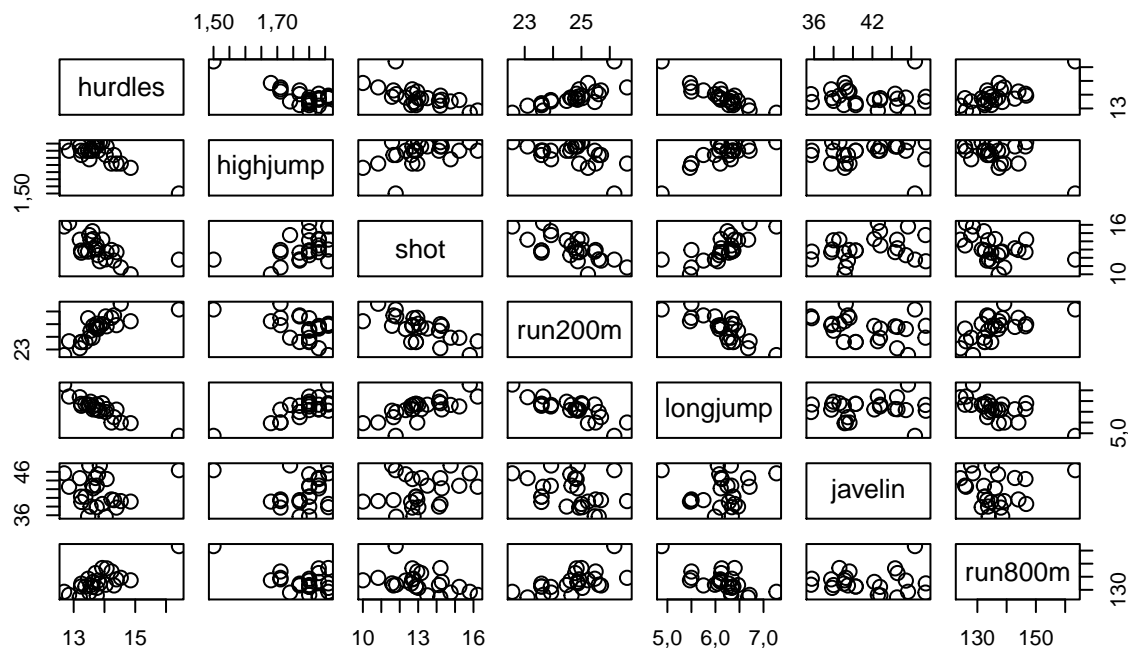 1,50 1,70 23 25 36 42
hurdles
13
highjump
1,50
shot
10 16
run200m
23
longjump
5,0
javelin
36 46
run800m
130
13 15 10 13 16 5,0 6,0 7,0 130 150